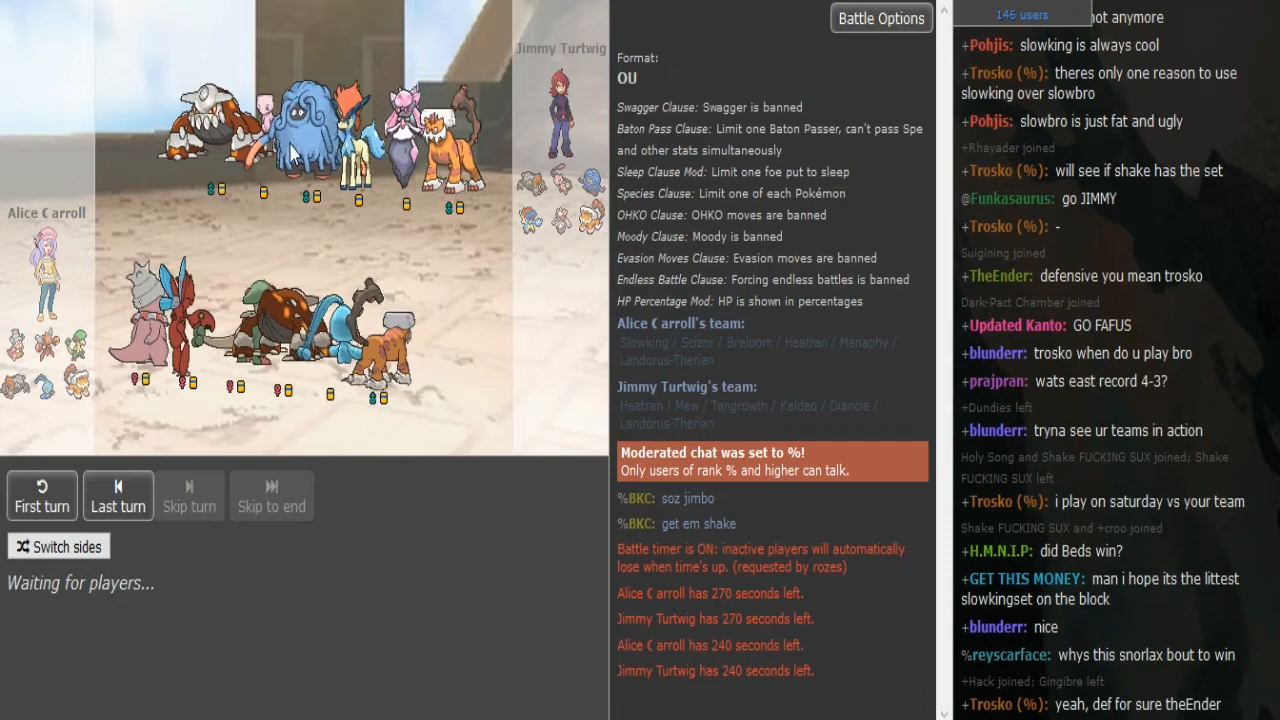 Jimmy Turtwig
Alice C arroll
First turn
Last turn
Skip turn
Skip to end
Switch sides
Waiting for players...
Battle Options
Format:
OU
Swagger Clause: Swagger is banned
Baton Pass Clause: Limit one Baton Passer, can't pass Spe
and other stats simultaneously
Sleep Clause Mod: Limit one foe put to sleep
Species Clause: Limit one of each Pokémon
OHKO Clause: OHKO moves are banned
Moody Clause: Moody is banned
Evasion Moves Clause: Evasion moves are banned
Endless Battle Clause: Forcing endless battles is banned
HP Percentage Mod: HP is shown in percentages
Alice C arroll's team:
Slowking / Scizor / Breloom / Heatran / Manaphy /
Landorus-Therian
Jimmy Turtwig's team:
Heatran / Mew / Tangrowth / Keldeo / Diancie /
Landorus-Therian
Moderated chat was set to %!
Only users of rank % and higher can talk.
%BKC: soz jimbo
%BKC: get em shake
Battle timer is ON: inactive players will automatically
lose when time's up. (requested by rozes)
Alice C arroll has 270 seconds left.
Jimmy Turtwig has 270 seconds left.
Alice C arroll has 240 seconds left.
Jimmy Turtwig has 240 seconds left.
146 users
not anymore
+Pohjis: slowking is always cool
+Trosko (%): theres only one reason to use
slowking over slowbro
+Pohjis: slowbro is just fat and ugly
+Rhayader joined
+Trosko (%): will see if shake has the set
@Funkasaurus: go JIMMY
+Trosko (%): -
Suigining joined
+TheEnder: defensive you mean trosko
Dark-Pact Chamber joined
+Updated Kanto: GO FAFUS
+blunderr: trosko when do u play bro
+prajpran: wats east record 4-3?
+Dundies left
+blunderr: tryna see ur teams in action
Holy Song and Shake FUCKING SUX joined; Shake
FUCKING SUX left
+Trosko (%): i play on saturday vs your team
Shake FUCKING SUX and +croo joined
+H.M.N.I.P: did Beds win?
+GET THIS MONEY: man i hope its the littest
slowkingset on the block
+blunderr: nice
%reyscarface: whys this snorlax bout to win
+Hack joined; Gingibre left
+Trosko (%): yeah, def for sure theEnder